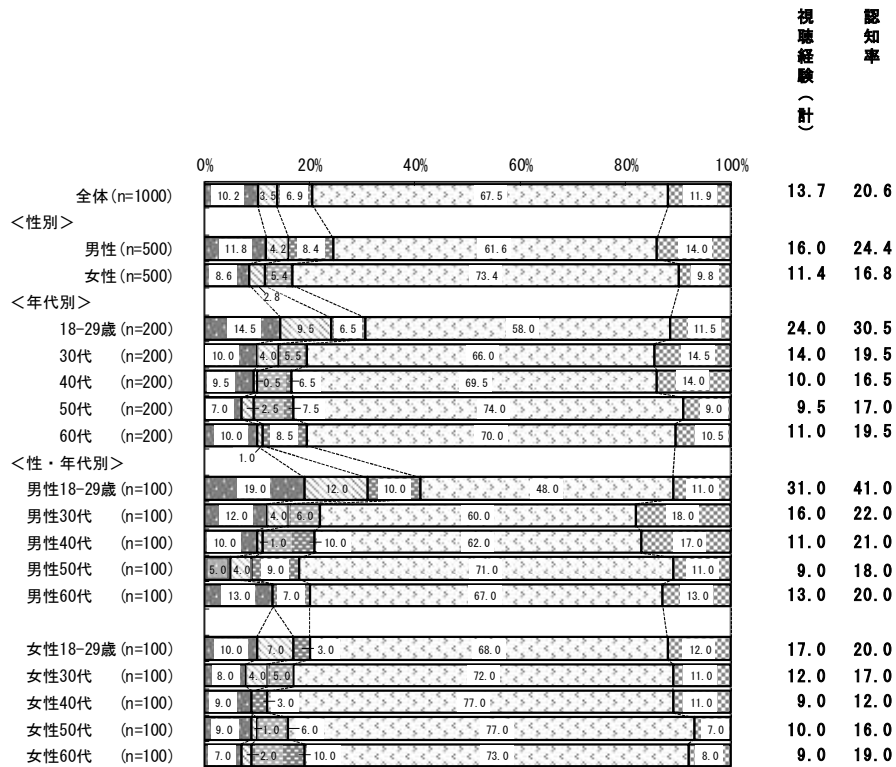 視聴経験（計）
認知率
0% 20% 40% 60% 80% 100%
全体(n=1000) 10.2 3.5 6.9 67.5 11.9 13.7 20.6
＜性別＞
男性(n=500) 11.8 4.2 8.4 61.6 14.0 16.0 24.4
女性(n=500) 8.6 5.4 73.4 9.8 11.4 16.8
2.8
＜年代別＞
18-29歳(n=200) 14.5 9.5 6.5 58.0 11.5 24.0 30.5
30代 (n=200) 10.0 4.0 5.5 66.0 14.5 14.0 19.5
40代 (n=200) 9.5 0.5 6.5 69.5 14.0 10.0 16.5
50代 (n=200) 7.0 2.5 7.5 74.0 9.0 9.5 17.0
60代 (n=200) 10.0 8.5 70.0 10.5 11.0 19.5
1.0
＜性・年代別＞
男性18-29歳(n=100) 19.0 12.0 10.0 48.0 11.0 31.0 41.0
男性30代 (n=100) 12.0 4.0 6.0 60.0 18.0 16.0 22.0
男性40代 (n=100) 10.0 1.0 10.0 62.0 17.0 11.0 21.0
男性50代 (n=100) 5.0 4.0 9.0 71.0 11.0 9.0 18.0
男性60代 (n=100) 13.0 7.0 67.0 13.0 13.0 20.0
女性18-29歳(n=100) 10.0 7.0 3.0 68.0 12.0 17.0 20.0
女性30代 (n=100) 8.0 4.0 5.0 72.0 11.0 12.0 17.0
女性40代 (n=100) 9.0 3.0 77.0 11.0 9.0 12.0
女性50代 (n=100) 9.0 1.0 6.0 77.0 7.0 10.0 16.0
女性60代 (n=100) 7.0 2.0 10.0 73.0 8.0 9.0 19.0